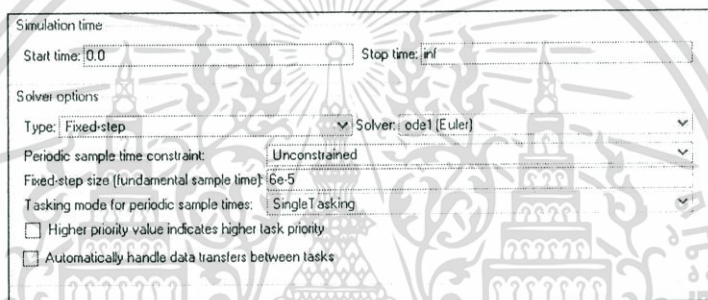 Simulation time
Start time: 0.0 Stop time: inf
Solver options
Type: Fixed-step Solver: ode1 (Euler)
Periodic sample time constraint: Unconstrained
Fixed-step size (fundamental sample time): 6e-5
Tasking mode for periodic sample times: SingleTasking
Higher priority value indicates higher task priority
Automatically handle data transfers between tasks